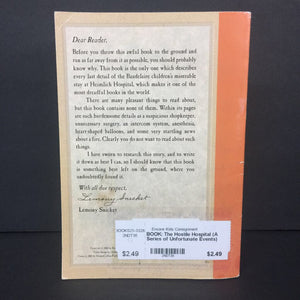 Dear Reader,
Before you throw this awful book to the ground and
run as far away from it as possible, you should probably
know why. This book is the only one which describes
every last detail of the Baudelaire children's miserable
stay at Heimlich Hospital, which makes it one of the
most dreadful books in the world.
There are many pleasant things to read about,
but this book contains none of them. Within its pages
are such burdensome details as a suspicious shopkeeper,
unnecessary surgery, an intercom system, anesthesia,
heart-shaped balloons, and some very startling news
about a fire. Clearly you do not want to read about such
things.
I have sworn to research this story, and to write
it down as best I can, so I should know that this book
is something best left on the ground, where you
undoubtedly found it.
With all due respect,
Lemony Snicket
Lemony Snicket
Encore Kids Consignment
BOOK: The Hostile Hospital (A
Series of Unfortunate Events)
$2.49
$2.49